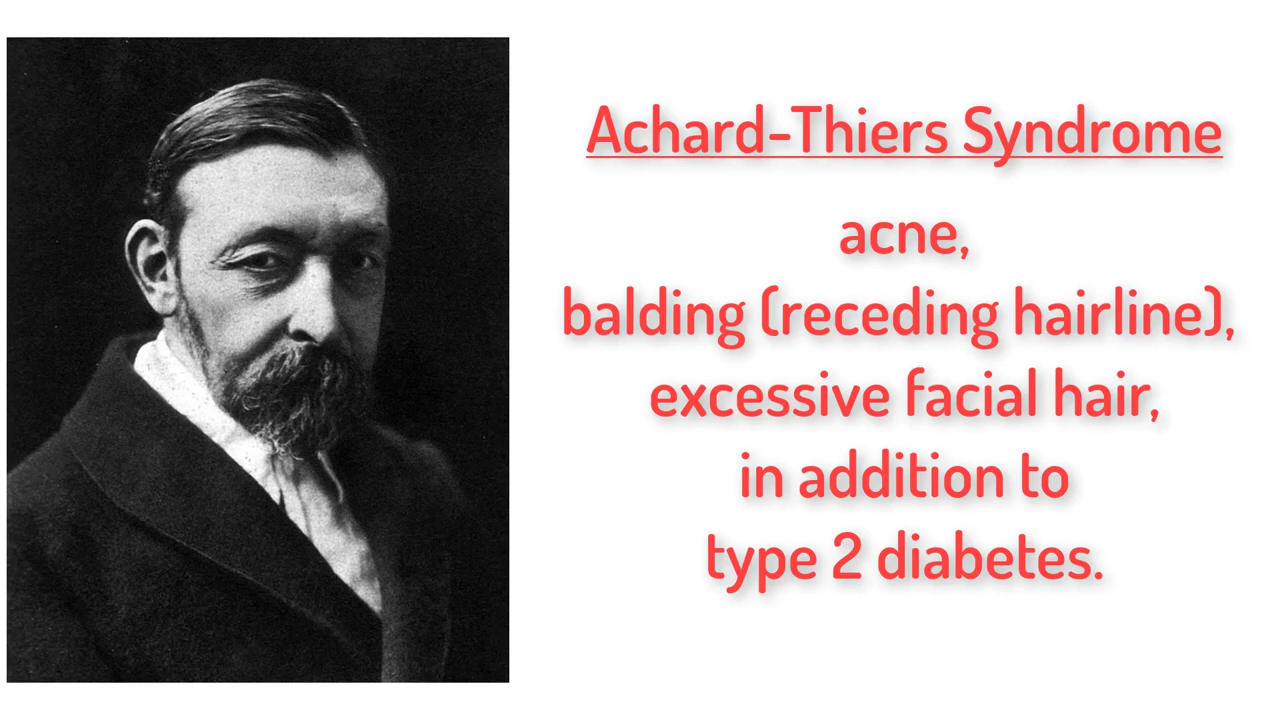 Achard-Thiers Syndrome
acne,
balding (receding hairline),
excessive facial hair,
in addition to
type 2 diabetes.